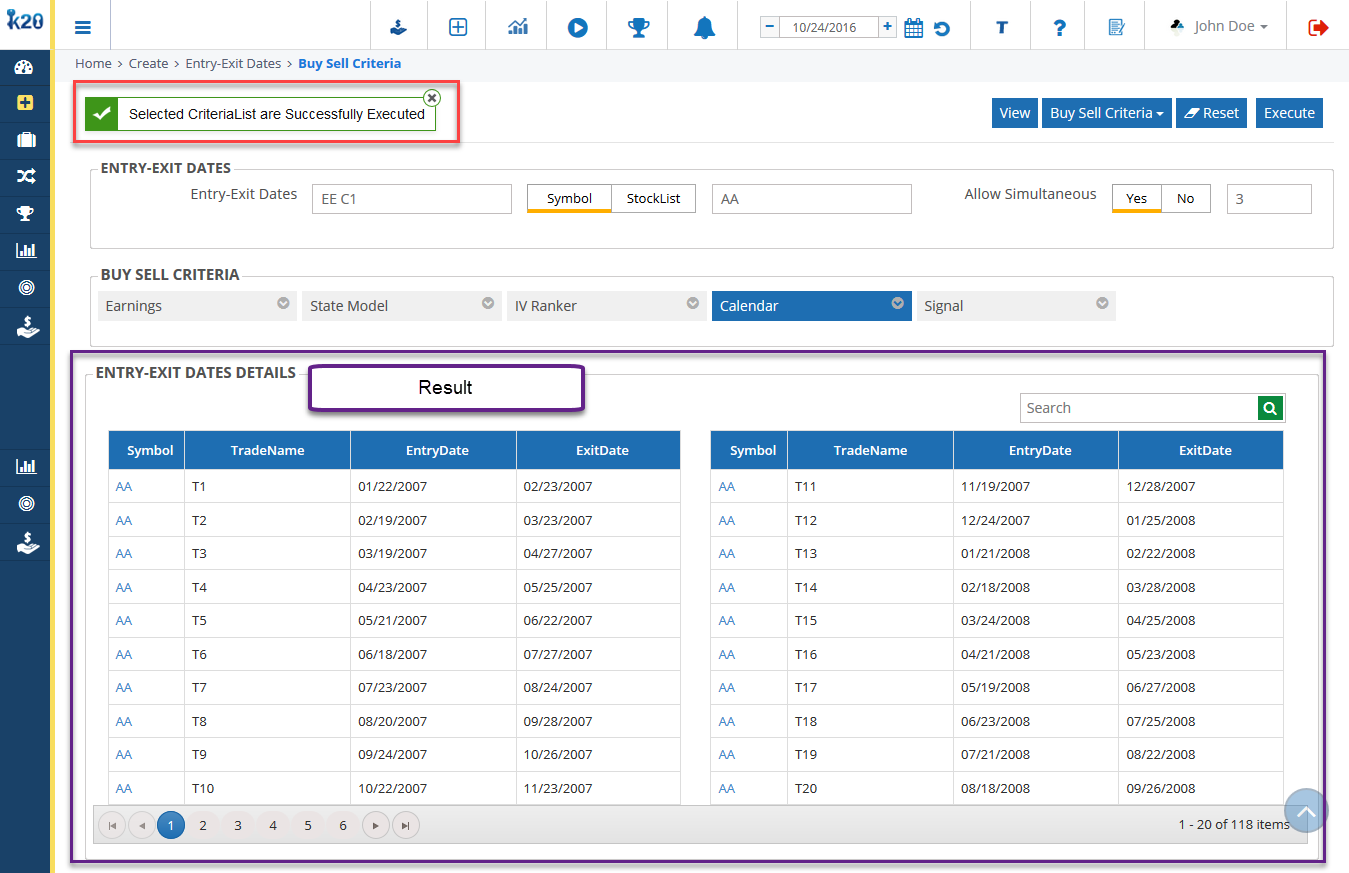 k20
10/24/2016
T
?
John Doe
Home › Create › Entry-Exit Dates › Buy Sell Criteria
Selected CriteriaList are Successfully Executed
View Buy Sell Criteria Reset Execute
ENTRY-EXIT DATES
Entry-Exit Dates EE C1 Symbol StockList AA Allow Simultaneous Yes No 3
BUY SELL CRITERIA
Earnings State Model IV Ranker Calendar Signal
ENTRY-EXIT DATES DETAILS
Result
Search
Symbol TradeName EntryDate ExitDate Symbol TradeName EntryDate ExitDate
AA T1 01/22/2007 02/23/2007 AA T11 11/19/2007 12/28/2007
AA T2 02/19/2007 03/23/2007 AA T12 12/24/2007 01/25/2008
AA T3 03/19/2007 04/27/2007 AA T13 01/21/2008 02/22/2008
AA T4 04/23/2007 05/25/2007 AA T14 02/18/2008 03/28/2008
AA T5 05/21/2007 06/22/2007 AA T15 03/24/2008 04/25/2008
AA T6 06/18/2007 07/27/2007 AA T16 04/21/2008 05/23/2008
AA T7 07/23/2007 08/24/2007 AA T17 05/19/2008 06/27/2008
AA T8 08/20/2007 09/28/2007 AA T18 06/23/2008 07/25/2008
AA T9 09/24/2007 10/26/2007 AA T19 07/21/2008 08/22/2008
AA T10 10/22/2007 11/23/2007 AA T20 08/18/2008 09/26/2008
1 2 3 4 5 6 1 - 20 of 118 items